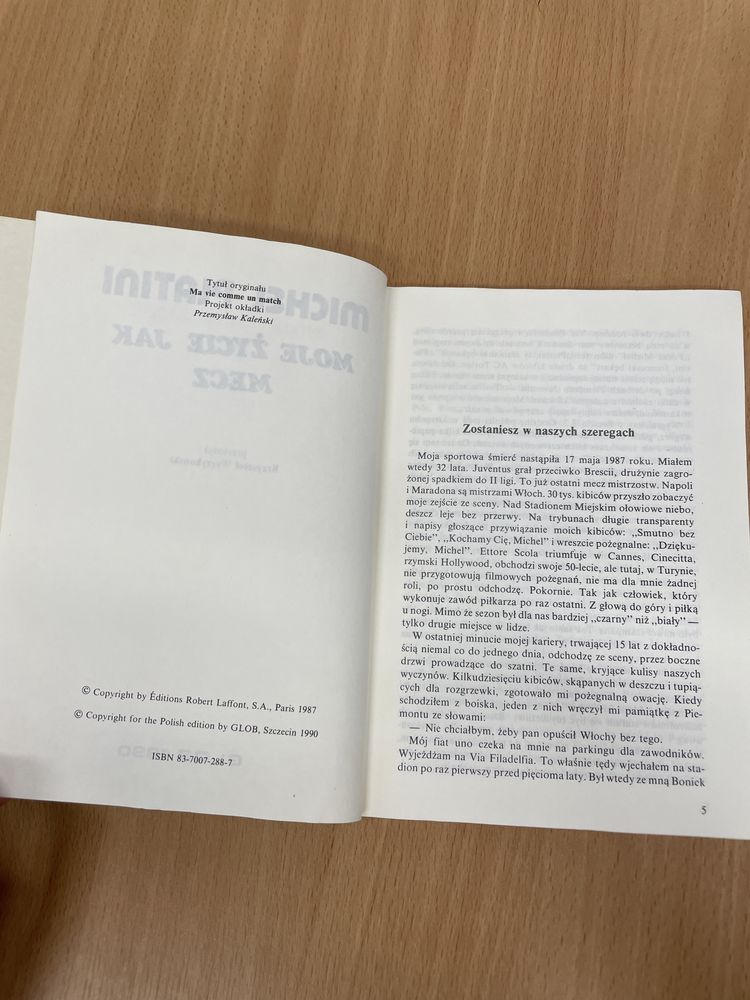 Tytuł oryginału
Ma vie comme un match
Projekt okładki
Przemysław Kaleński
MICHEL PLATINI
MOJE ŻYCIE JAK
MECZ
© Copyright by Éditions Robert Laffont, S.A., Paris 1987
© Copyright for the Polish edition by GLOB, Szczecin 1990
ISBN 83-7007-288-7
Zostaniesz w naszych szeregach
Moja sportowa śmierć nastąpiła 17 maja 1987 roku. Miałem
wtedy 32 lata. Juventus grał przeciwko Brescii, drużynie zagro-
żonej spadkiem do II ligi. To już ostatni mecz mistrzostw. Napoli
i Maradona są mistrzami Włoch. 30 tys. kibiców przyszło zobaczyć
moje zejście ze sceny. Nad Stadionem Miejskim ołowiowe niebo,
deszcz leje bez przerwy. Na trybunach długie transparenty
i napisy głoszące przywiązanie moich kibiców: ,,Smutno bez
Ciebie", ,,Kochamy Cię, Michel" i wreszcie pożegnalne: ,,Dzięku-
jemy, Michel". Ettore Scola triumfuje w Cannes, Cinecitta,
rzymski Hollywood, obchodzi swoje 50-lecie, ale tutaj, w Turynie,
nie przygotowują filmowych pożegnań, nie ma dla mnie żadnej
roli, po prostu odchodzę. Pokornie. Tak jak człowiek, który
wykonuje zawód piłkarza po raz ostatni. Z głową do góry i piłką
u nogi. Mimo że sezon był dla nas bardziej ,,czarny" niż ,,biały" —
tylko drugie miejsce w lidze.
W ostatniej minucie mojej kariery, trwającej 15 lat z dokładno-
ścią niemal co do jednego dnia, odchodzę ze sceny, przez boczne
drzwi prowadzące do szatni. Te same, kryjące kulisy naszych
wyczynów. Kilkudziesięciu kibiców, skąpanych w deszczu i tupią-
cych dla rozgrzewki, zgotowało mi pożegnalną owację. Kiedy
schodziłem z boiska, jeden z nich wręczył mi pamiątkę z Pie-
montu ze słowami:
— Nie chciałbym, żeby pan opuścił Włochy bez tego.
Mój fiat uno czeka na mnie na parkingu dla zawodników.
Wyjeżdżam na Via Filadelfia. To właśnie tędy wjechałem na sta-
dion po raz pierwszy przed pięcioma laty. Był wtedy ze mną Boniek
5